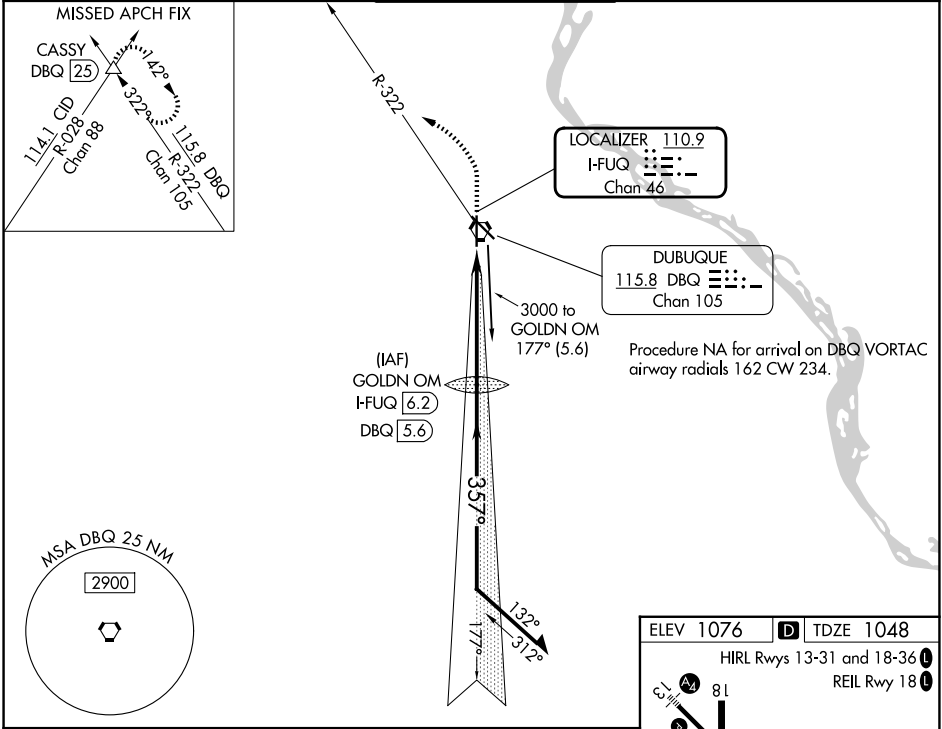 MISSED APCH FIX
CASSY
DBQ 25
142°
322°
114.1 CID
R-028
Chan 88
115.8 DBQ
R-322
Chan 105
R-322
LOCALIZER 110.9
I-FUQ
Chan 46
DUBUQUE
115.8 DBQ
Chan 105
3000 to
GOLDN OM
177° (5.6)
Procedure NA for arrival on DBQ VORTAC
airway radials 162 CW 234.
(IAF)
GOLDN OM
I-FUQ 6.2
DBQ 5.6
357°
MSA DBQ 25 NM
2900
132°
312°
177°
ELEV 1076 D TDZE 1048
HIRL Rwys 13-31 and 18-36 L
REIL Rwy 18 L
13
A4
18